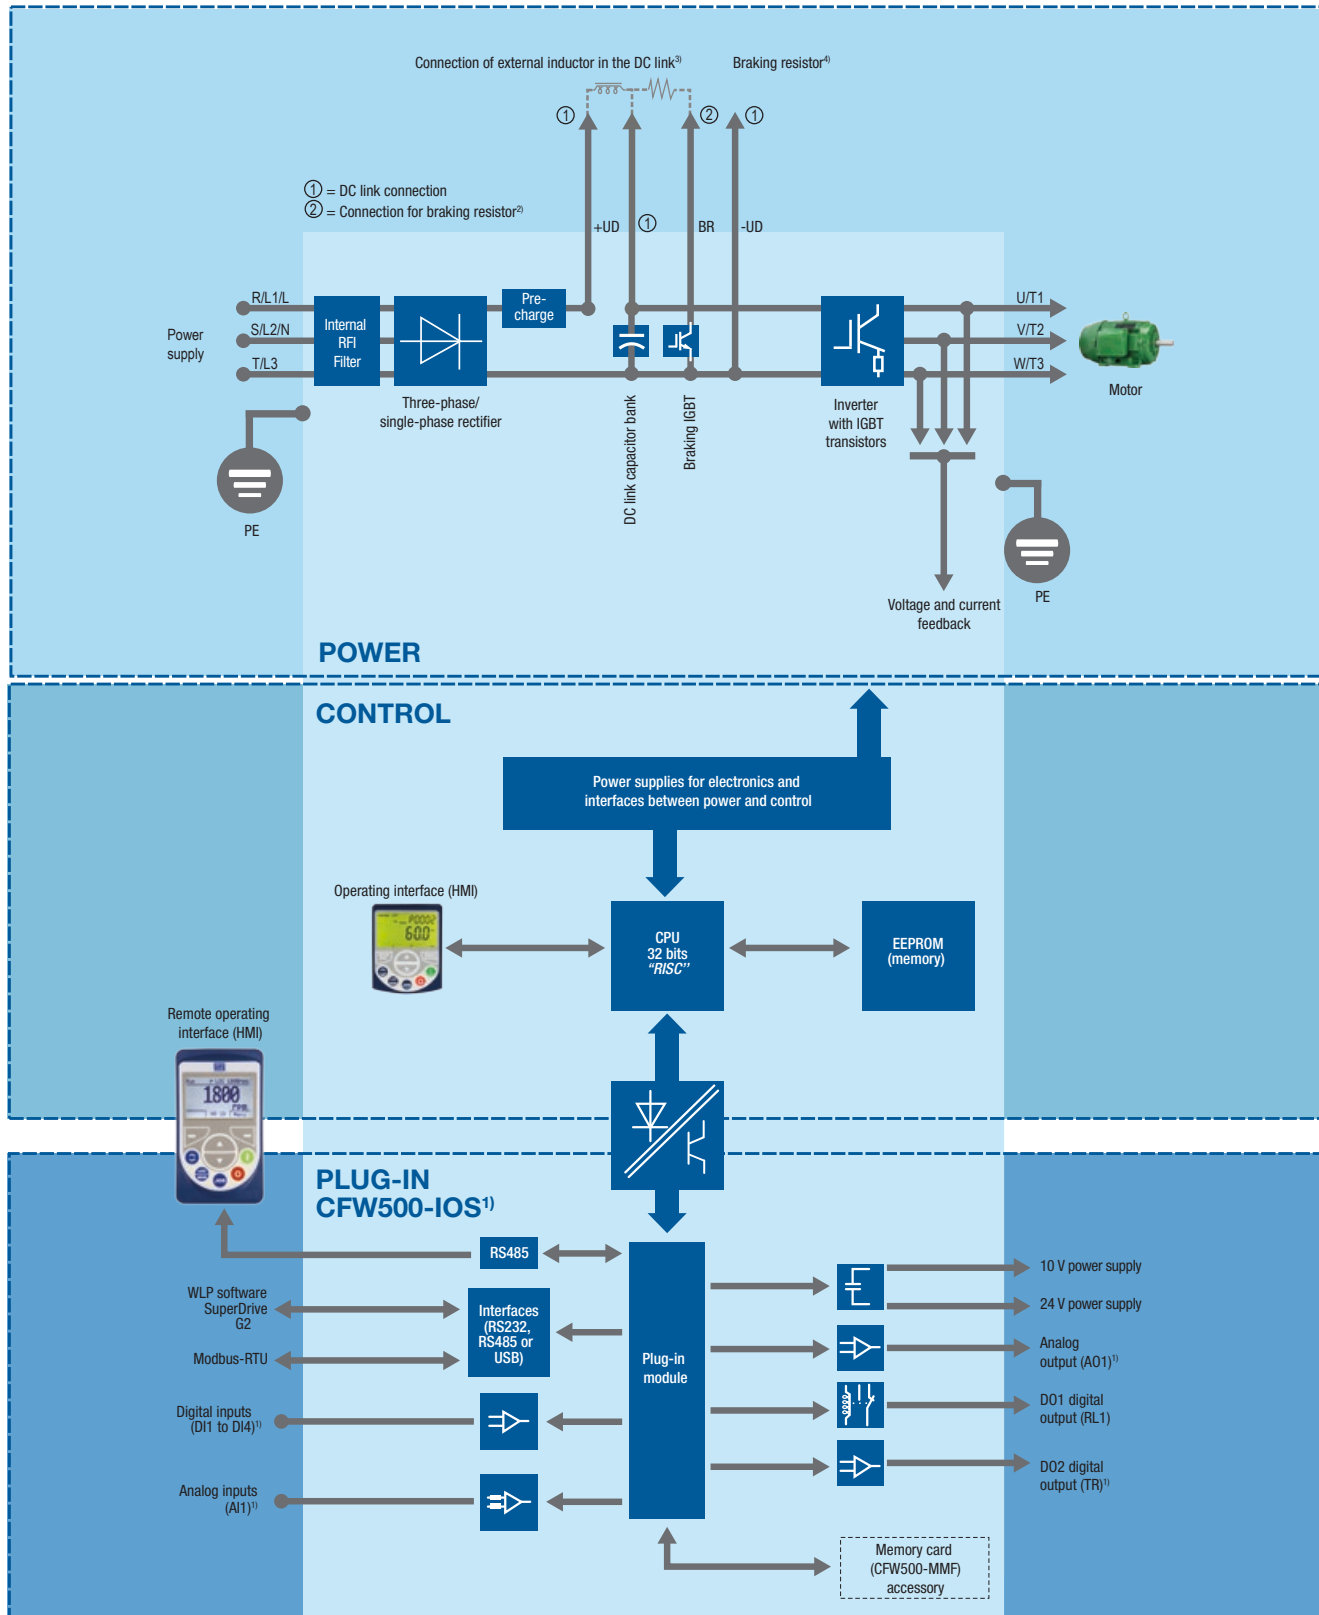 Connection of external inductor in the DC link3)
Braking resistor4)
1
2
1
1 = DC link connection
2 = Connection for braking resistor2)
+UD
1
BR
-UD
R/L1/L
S/L2/N
T/L3
Power
supply
Internal
RFI
Filter
Pre-
charge
U/T1
V/T2
W/T3
Motor
Three-phase/
single-phase rectifier
DC link capacitor bank
Braking IGBT
Inverter
with IGBT
transistors
PE
PE
Voltage and current
feedback
POWER
CONTROL
Power supplies for electronics and
interfaces between power and control
Operating interface (HMI)
P0002
60.0
CPU
32 bits
“RISC”
EEPROM
(memory)
Remote operating
interface (HMI)
1800
PLUG-IN
CFW500-IOS1)
RS485
WLP software
SuperDrive
G2
Modbus-RTU
Interfaces
(RS232,
RS485 or
USB)
Digital inputs
(DI1 to DI4)1)
Analog inputs
(AI1)1)
Plug-in
module
10 V power supply
24 V power supply
Analog
output (AO1)1)
DO1 digital
output (RL1)
DO2 digital
output (TR)1)
Memory card
(CFW500-MMF)
accessory